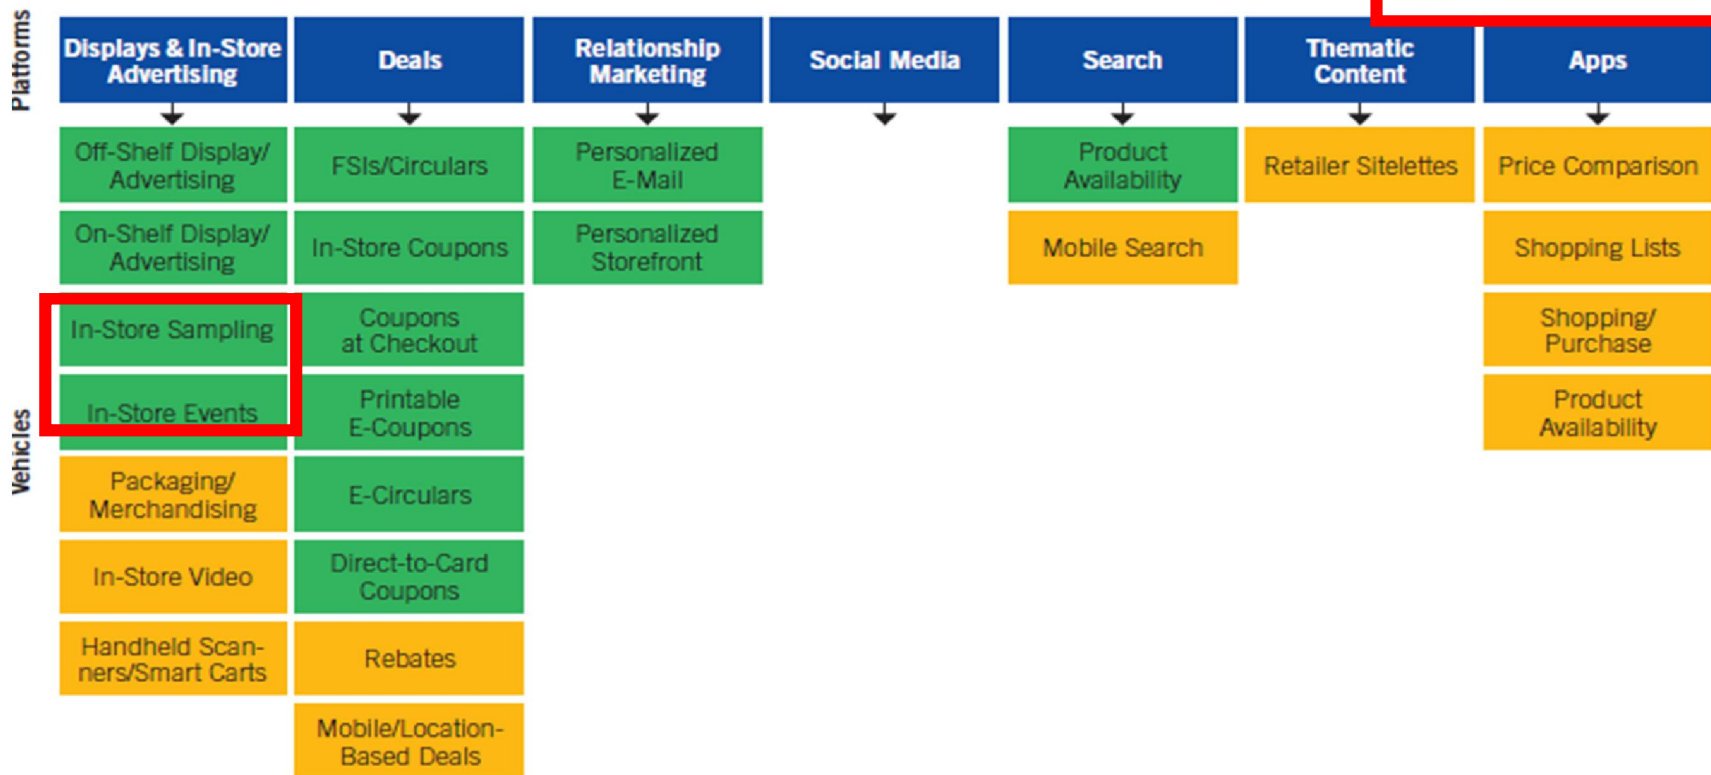 Platforms
Displays & In-Store
Advertising
Deals
Relationship
Marketing
Social Media
Search
Thematic
Content
Apps
Vehicles
Off-Shelf Display/
Advertising
FSIs/Circulars
Personalized
E-Mail
Product
Availability
Retailer Sitelettes
Price Comparison
On-Shelf Display/
Advertising
In-Store Coupons
Personalized
Storefront
Mobile Search
Shopping Lists
In-Store Sampling
Coupons
at Checkout
Shopping/
Purchase
In-Store Events
Printable
E-Coupons
Product
Availability
Packaging/
Merchandising
E-Circulars
In-Store Video
Direct-to-Card
Coupons
Handheld Scan-
ners/Smart Carts
Rebates
Mobile/Location-
Based Deals